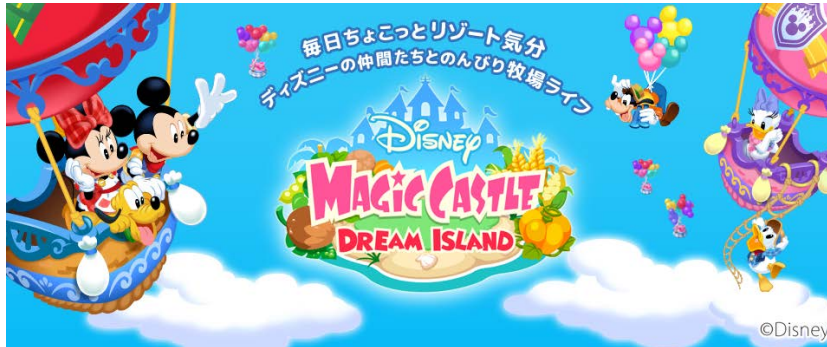 毎日ちょこっとリゾート気分
ディズニーの仲間たちとのんびり牧場ライフ
Disney
MAGIC CASTLE
DREAM ISLAND
©Disney